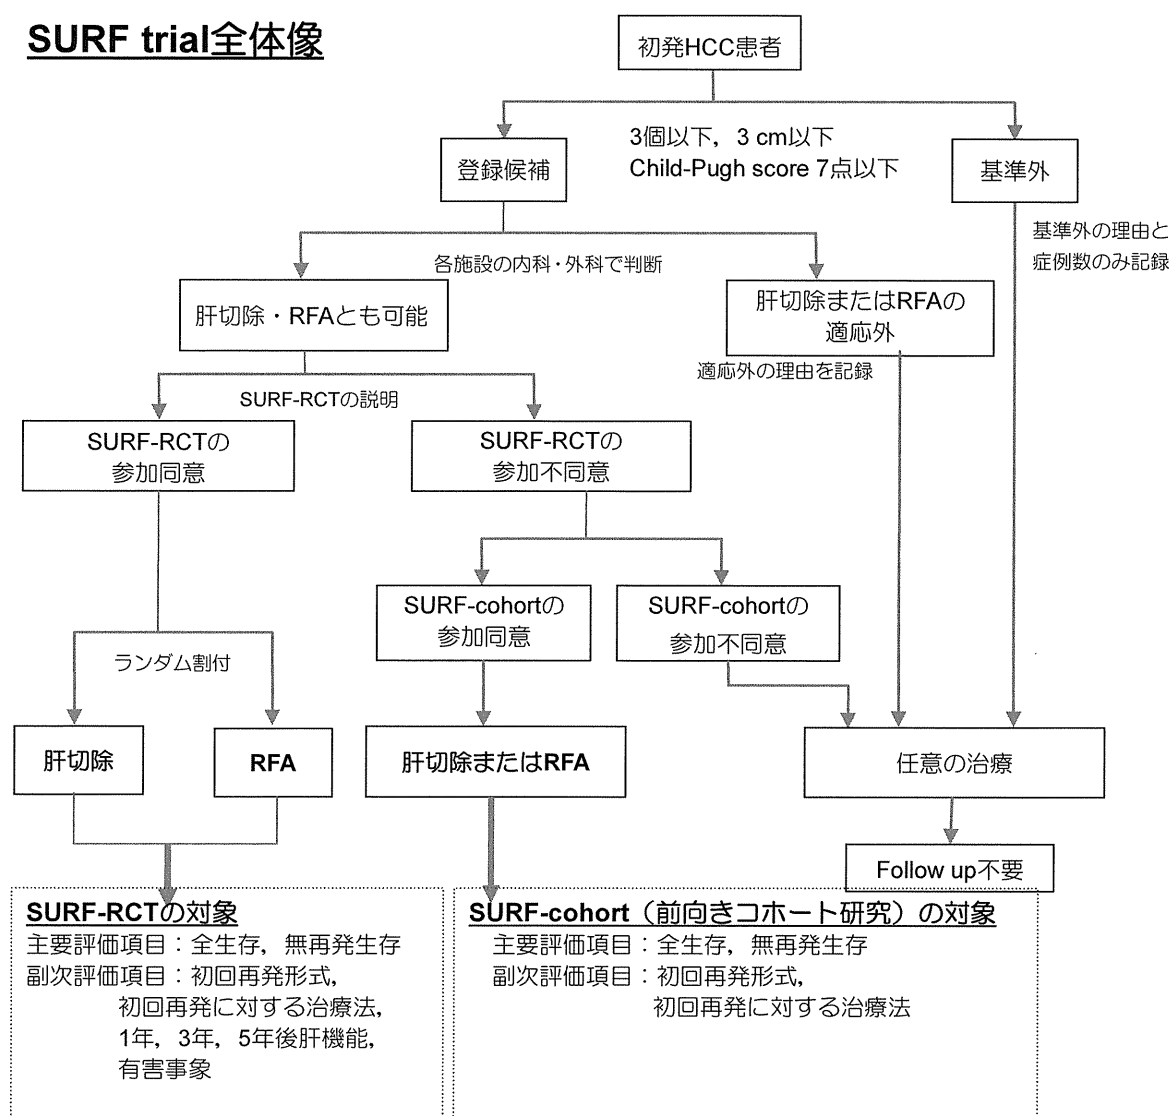 SURF trial全体像
初発HCC患者
3個以下，3 cm以下
Child-Pugh score 7点以下
登録候補
基準外
基準外の理由と
症例数のみ記録
各施設の内科・外科で判断
肝切除・RFAとも可能
肝切除またはRFAの
適応外
適応外の理由を記録
SURF-RCTの説明
SURF-RCTの
参加同意
SURF-RCTの
参加不同意
SURF-cohortの
参加同意
SURF-cohortの
参加不同意
ランダム割付
肝切除
RFA
肝切除またはRFA
任意の治療
Follow up不要
SURF-RCTの対象
主要評価項目：全生存，無再発生存
副次評価項目：初回再発形式，
初回再発に対する治療法，
1年，3年，5年後肝機能，
有害事象
SURF-cohort（前向きコホート研究）の対象
主要評価項目：全生存，無再発生存
副次評価項目：初回再発形式，
初回再発に対する治療法